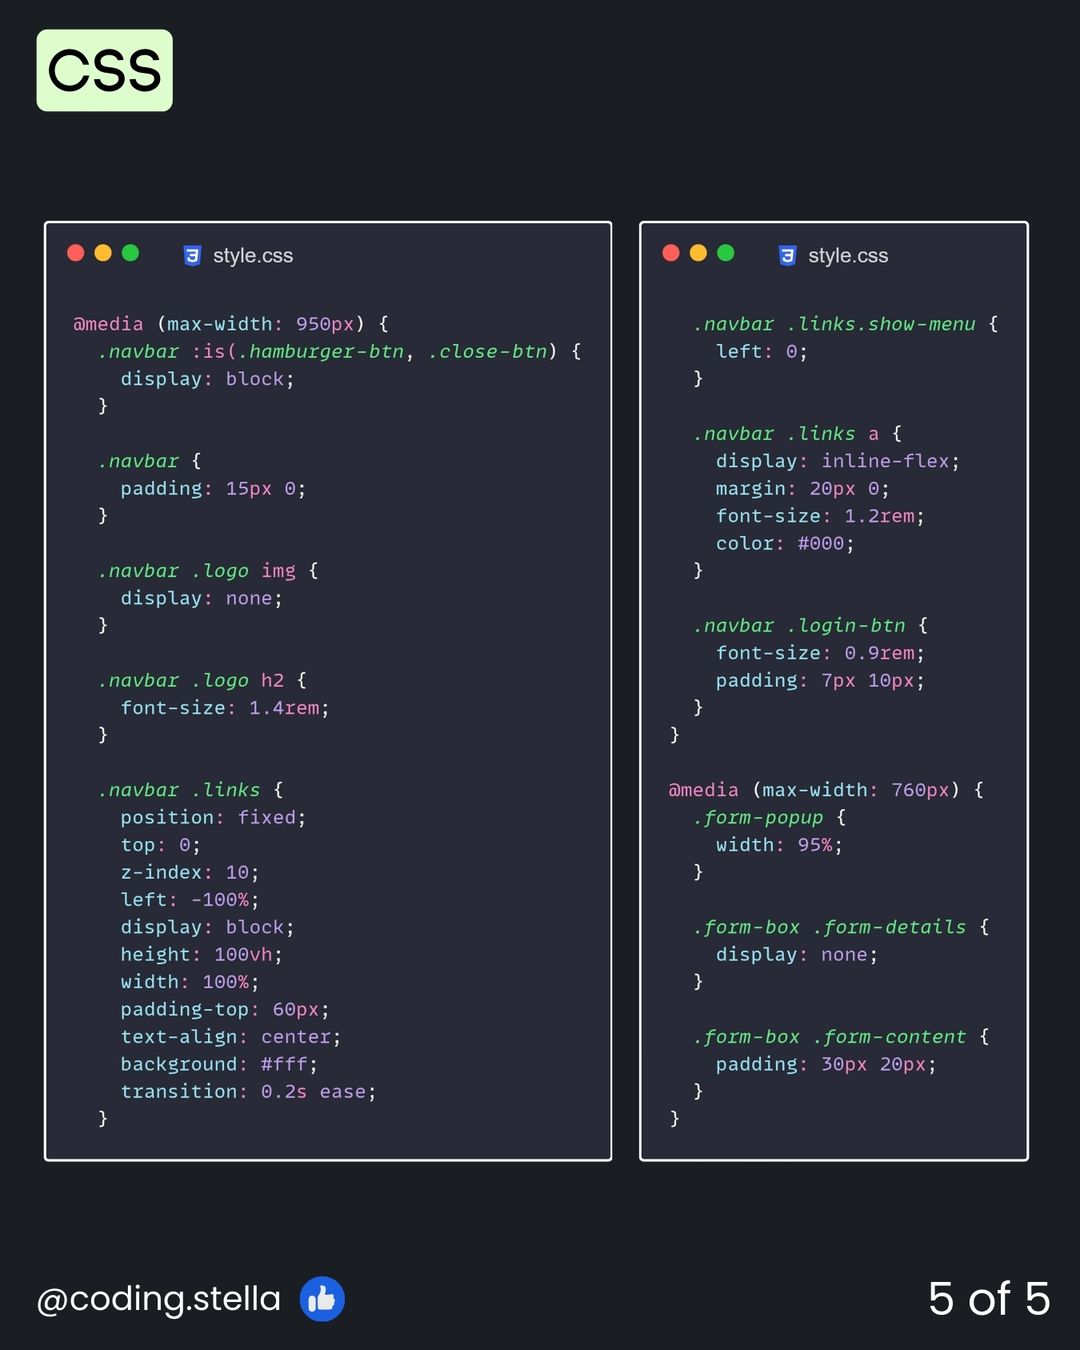 CSS
style.css
@media (max-width: 950px) {
  .navbar :is(.hamburger-btn, .close-btn) {
    display: block;
  }

  .navbar {
    padding: 15px 0;
  }

  .navbar .logo img {
    display: none;
  }

  .navbar .logo h2 {
    font-size: 1.4rem;
  }

  .navbar .links {
    position: fixed;
    top: 0;
    z-index: 10;
    left: -100%;
    display: block;
    height: 100vh;
    width: 100%;
    padding-top: 60px;
    text-align: center;
    background: #fff;
    transition: 0.2s ease;
  }
style.css
  .navbar .links.show-menu {
    left: 0;
  }

  .navbar .links a {
    display: inline-flex;
    margin: 20px 0;
    font-size: 1.2rem;
    color: #000;
  }

  .navbar .login-btn {
    font-size: 0.9rem;
    padding: 7px 10px;
  }
}

@media (max-width: 760px) {
  .form-popup {
    width: 95%;
  }

  .form-box .form-details {
    display: none;
  }

  .form-box .form-content {
    padding: 30px 20px;
  }
}
@coding.stella
5 of 5